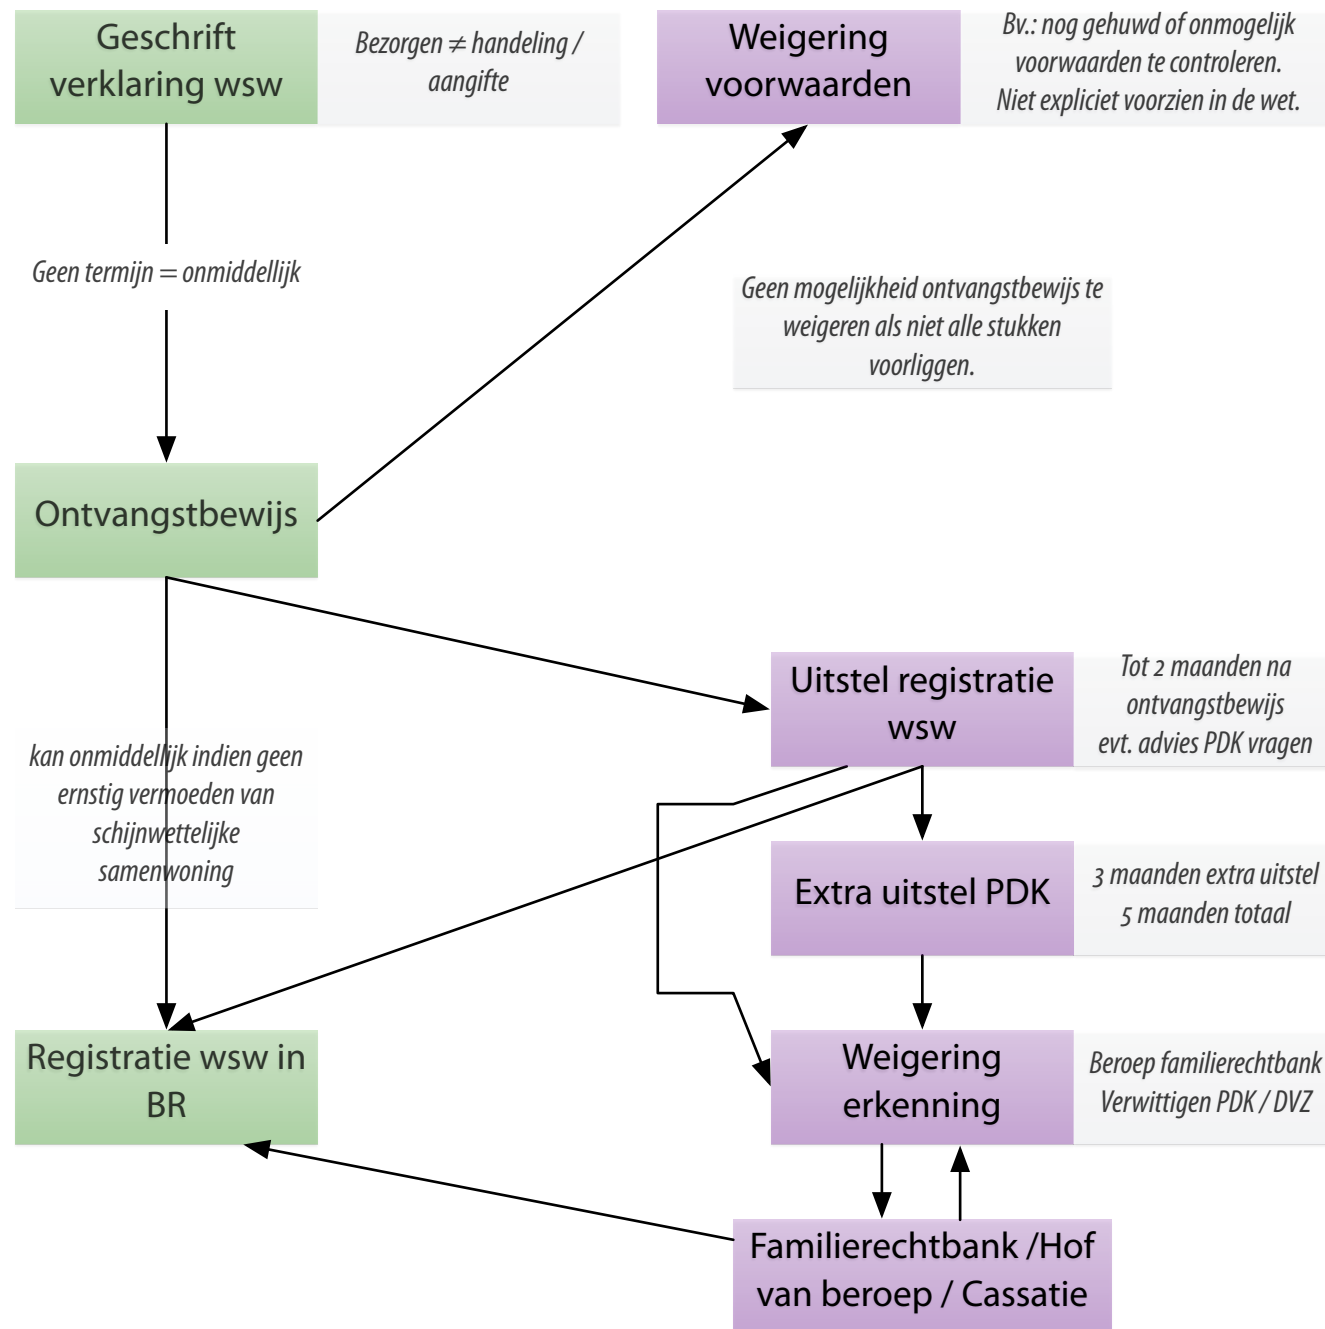 Geschrift
verklaring wsw
Bezorgen ≠ handeling /
aangifte
Weigering
voorwaarden
Bv.: nog gehuwd of onmogelijk
voorwaarden te controleren.
Niet expliciet voorzien in de wet.
Geen termijn = onmiddellijk
Geen mogelijkheid ontvangstbewijs te
weigeren als niet alle stukken
voorliggen.
Ontvangstbewijs
Uitstel registratie
wsw
Tot 2 maanden na
ontvangstbewijs
evt. advies PDK vragen
kan onmiddellijk indien geen
ernstig vermoeden van
schijnwettelijke
samenwoning
Extra uitstel PDK
3 maanden extra uitstel
5 maanden totaal
Registratie wsw in
BR
Weigering
erkenning
Beroep familierechtbank
Verwittigen PDK / DVZ
Familierechtbank /Hof
van beroep / Cassatie